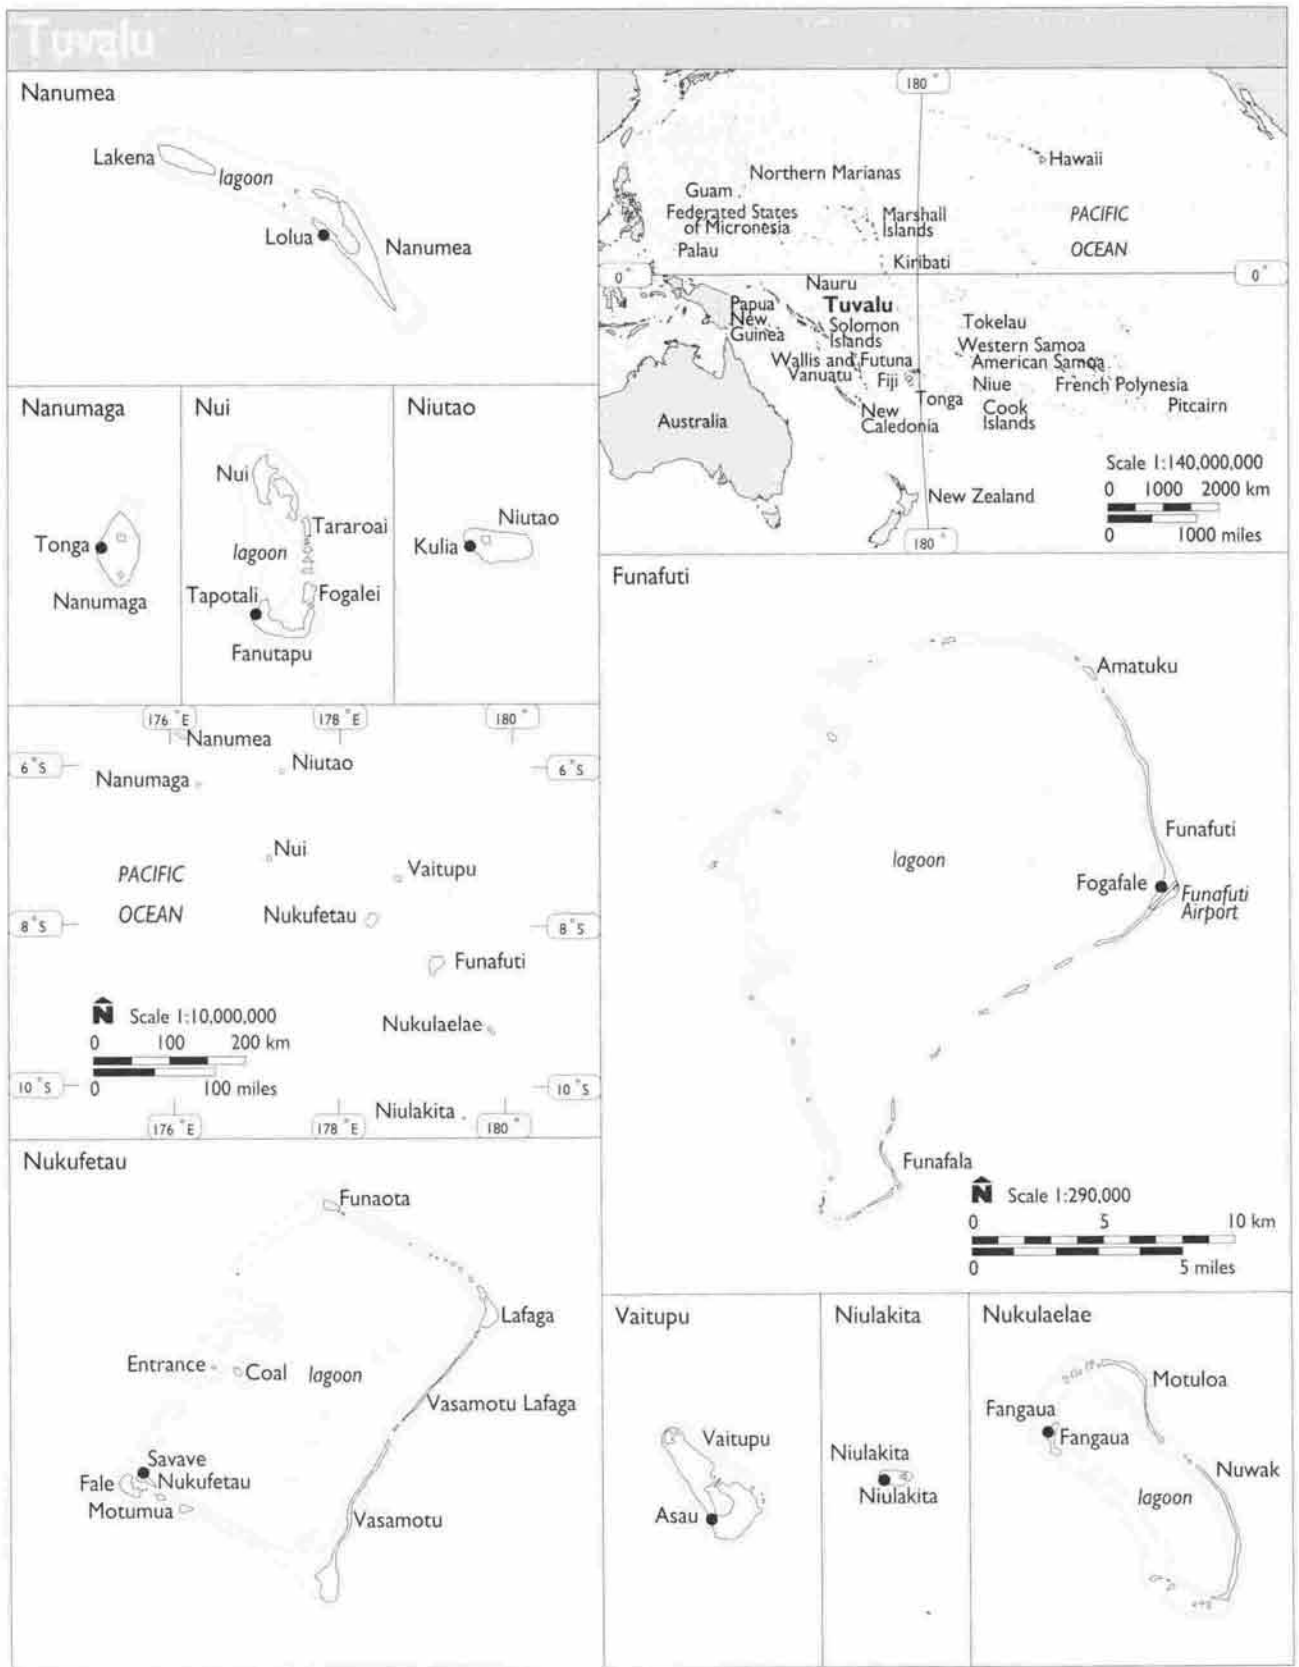 Tuvalu
Nanumea
Lakena
lagoon
Lolua
Nanumea
180°
Hawaii
Northern Marianas
Guam
Federated States
of Micronesia
Marshall
Islands
PACIFIC
OCEAN
Palau
Kiribati
0°
0°
Nauru
Tuvalu
Papua
New
Guinea
Solomon
Islands
Tokelau
Western Samoa
American Samoa
Wallis and Futuna
Vanuatu
Fiji
Niue
French Polynesia
Tonga
Cook
Islands
Pitcairn
New
Caledonia
Australia
Scale 1:140,000,000
0 1000 2000 km
0 1000 miles
New Zealand
180°
Nanumaga
Tonga
Nanumaga
Nui
Nui
Tararoai
lagoon
Tapotali
Fogalei
Fanutapu
Niutao
Niutao
Kulia
176°E
178°E
180°
Nanumea
6°S
Niutao
6°S
Nanumaga
Nui
PACIFIC
OCEAN
Vaitupu
Nukufetau
8°S
8°S
Funafuti
N
Scale 1:10,000,000
0 100 200 km
0 100 miles
Nukulaelae
10°S
10°S
Niulakita
176°E
178°E
180°
Funafuti
Amatuku
Funafuti
lagoon
Fogafale
Funafuti
Airport
Funafala
N
Scale 1:290,000
0 5 10 km
0 5 miles
Nukufetau
Funaota
Lafaga
Entrance
Coal
lagoon
Vasamotu Lafaga
Savave
Fale
Nukufetau
Motumua
Vasamotu
Vaitupu
Vaitupu
Asau
Niulakita
Niulakita
Niulakita
Nukulaelae
Motuloa
Fangaua
Fangaua
Nuwak
lagoon